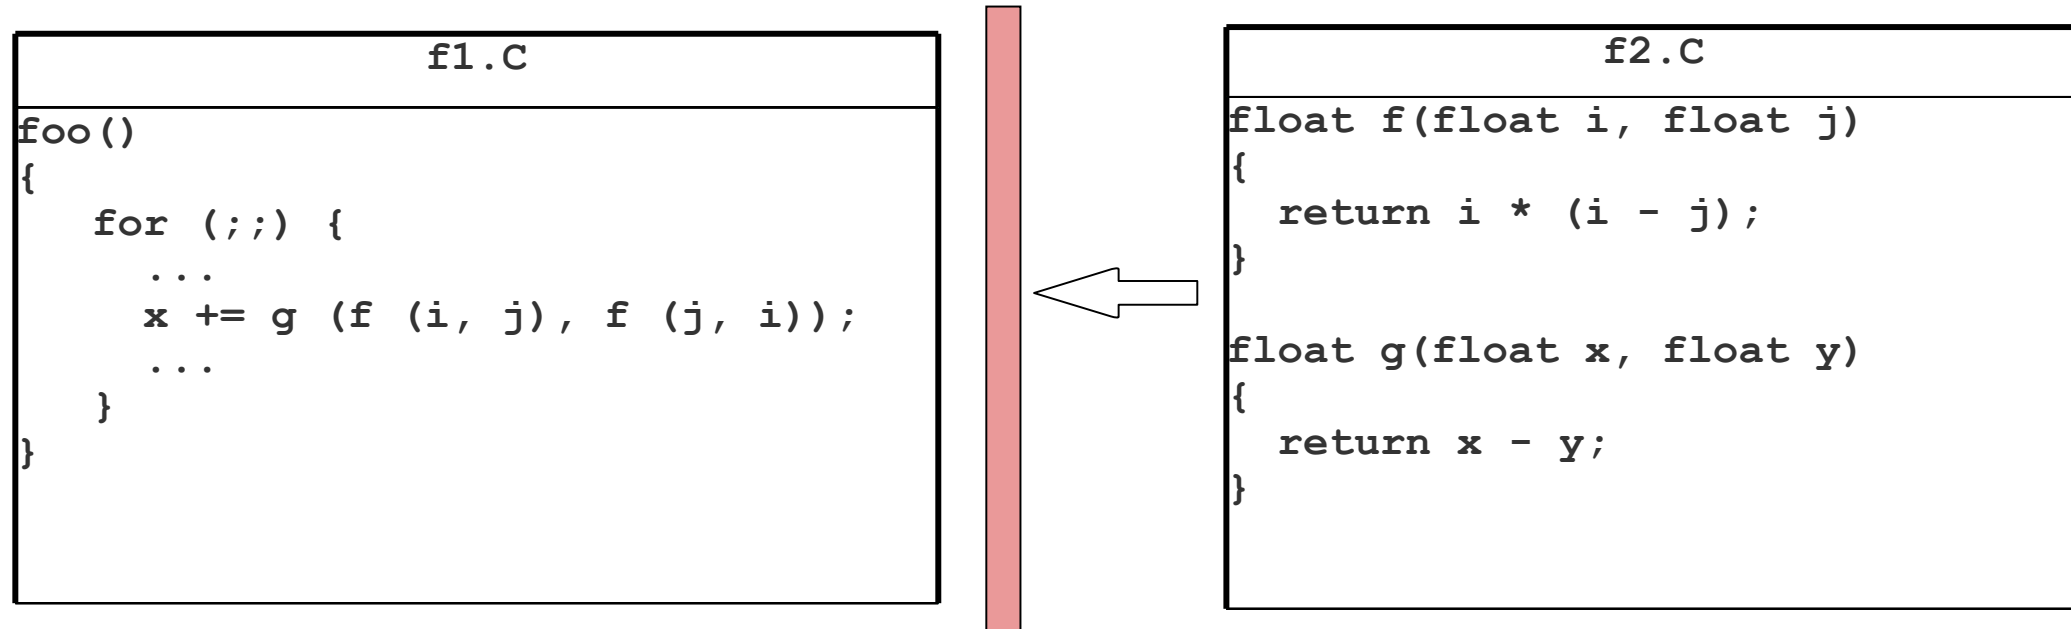 f1.C
foo()
{
for (;;) {
...
x += g (f (i, j), f (j, i));
...
}
}
f2.C
float f(float i, float j)
{
return i * (i - j);
}
float g(float x, float y)
{
return x - y;
}